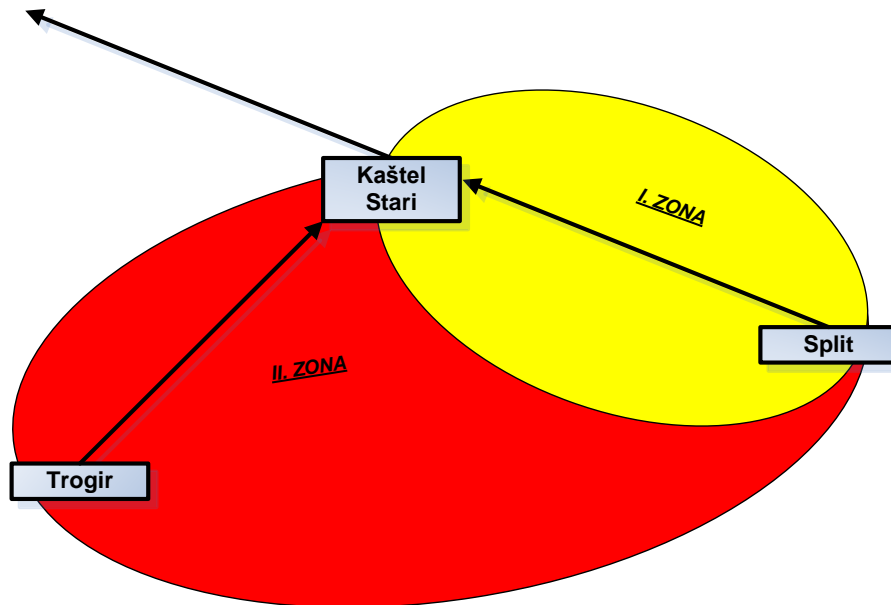 Kaštel
Stari
I. ZONA
Split
II. ZONA
Trogir